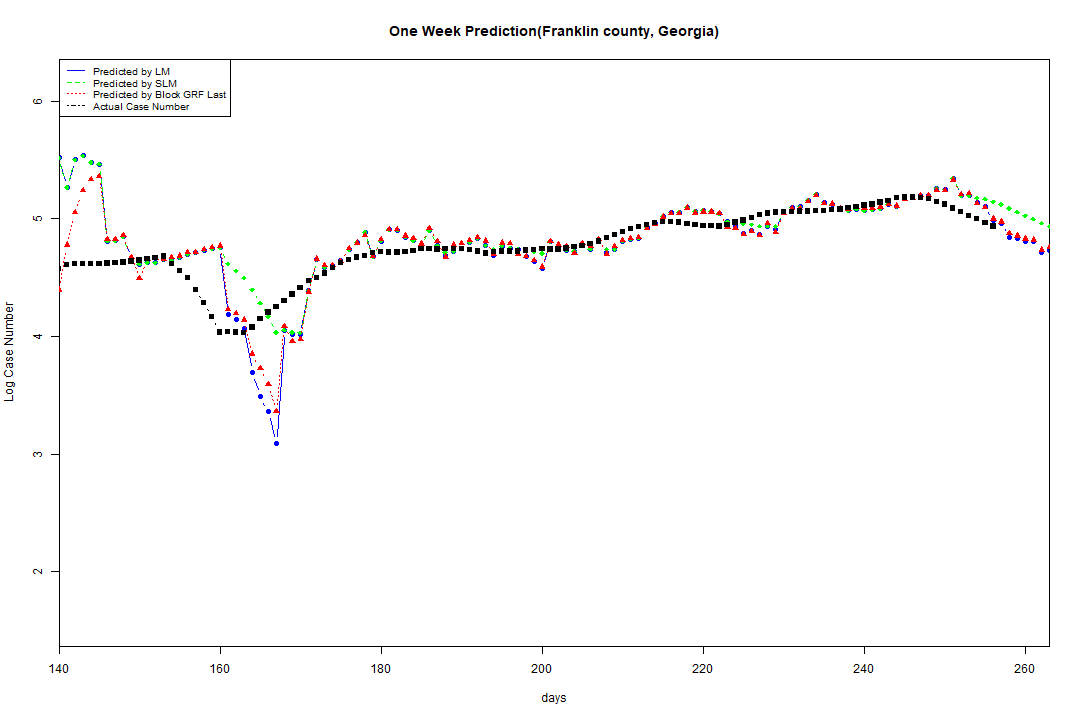 One Week Prediction(Franklin county, Georgia)
Predicted by LM
Predicted by SLM
Predicted by Block GRF Last
Actual Case Number
6
5
4
3
2
Log Case Number
140 160 180 200 220 240 260
days